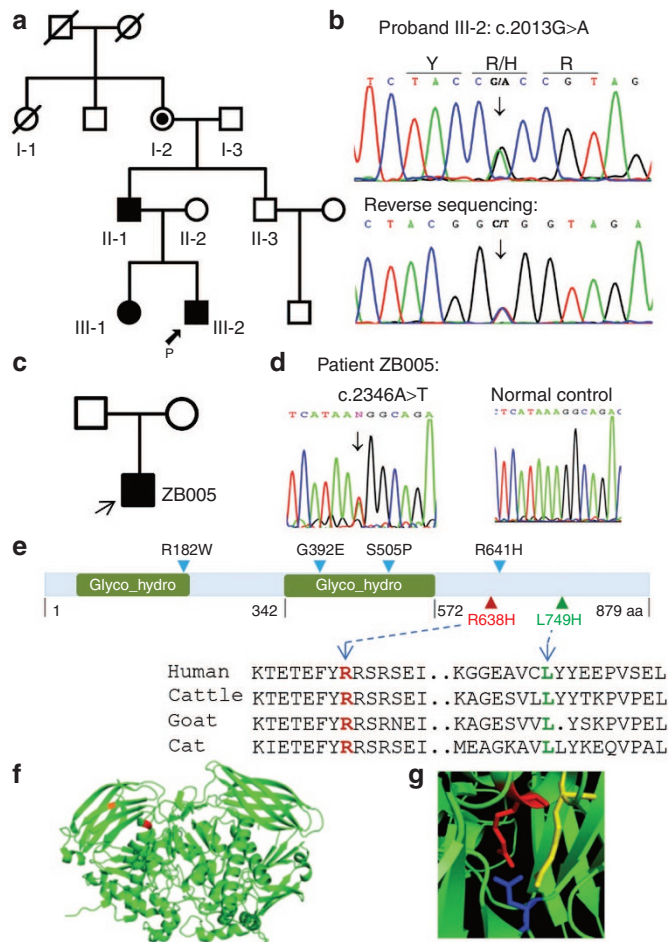 a
I-1
I-2
I-3
II-1
II-2
II-3
III-1
III-2
P
b
Proband III-2: c.2013G>A
Y R/H R
T C T A C C G/A C C G T A G
Reverse sequencing:
C T A C G G C/T G G T A G A
c
ZB005
d
Patient ZB005:
c.2346A>T
Normal control
T C A T A A N G G C A G A
T C A T A A A G G C A G A C
e
R182W G392E S505P R641H
Glyco_hydro Glyco_hydro
1 342 572 879 aa
R638H L749H
Human KTETEFYRRSRSEI..KGGEAVCLYYEEPVSEL
Cattle KTETEFYRRSRSEI..KAGESVLLYYTKPVPEL
Goat KTETEFYRRSRNEI..KAGESVVL.YSKPVPEL
Cat KIETEFYRRSRSEI..MEAGKAVLLYKEQVPAL
f
g